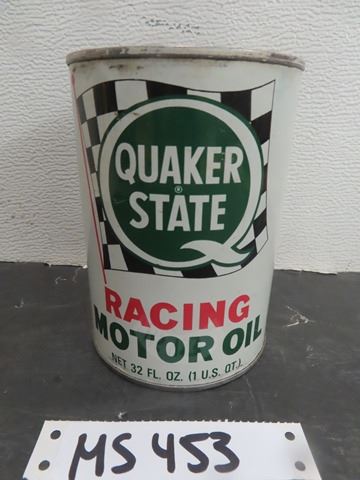 QUAKER
®
STATE
RACING
MOTOR OIL
NET 32 FL. OZ. (1 U.S. QT.)
MS 453